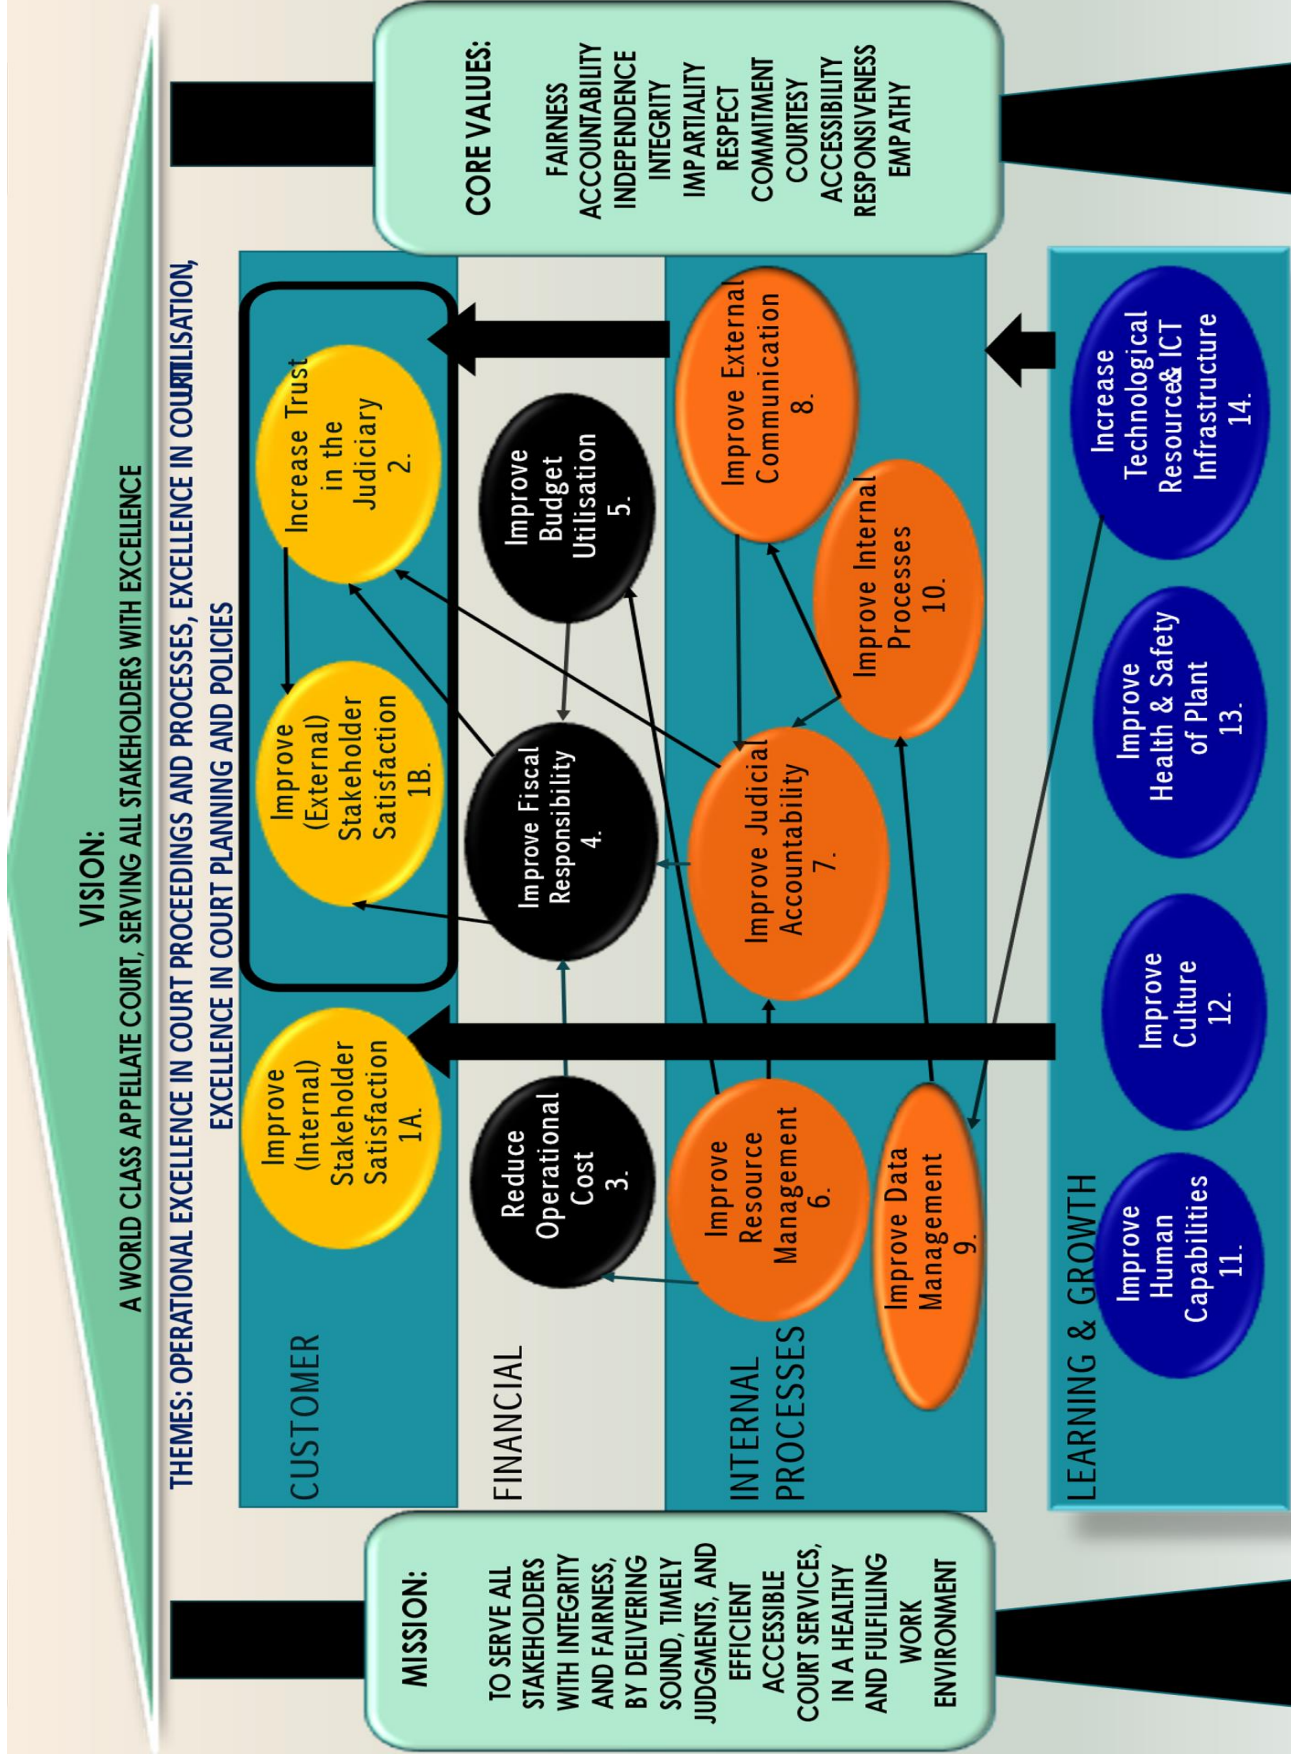 VISION:
A WORLD CLASS APPELLATE COURT, SERVING ALL STAKEHOLDERS WITH EXCELLENCE
THEMES: OPERATIONAL EXCELLENCE IN COURT PROCEEDINGS AND PROCESSES, EXCELLENCE IN COURT UTILISATION,
EXCELLENCE IN COURT PLANNING AND POLICIES
MISSION:
TO SERVE ALL
STAKEHOLDERS
WITH INTEGRITY
AND FAIRNESS,
BY DELIVERING
SOUND, TIMELY
JUDGMENTS, AND
EFFICIENT
ACCESSIBLE
COURT SERVICES,
IN A HEALTHY
AND FULFILLING
WORK
ENVIRONMENT
CUSTOMER
Improve
(Internal)
Stakeholder
Satisfaction
1A.
Improve
(External)
Stakeholder
Satisfaction
1B.
Increase Trust
in the
Judiciary
2.
FINANCIAL
Reduce
Operational
Cost
3.
Improve Fiscal
Responsibility
4.
Improve
Budget
Utilisation
5.
INTERNAL
PROCESSES
Improve
Resource
Management
6.
Improve Judicial
Accountability
7.
Improve External
Communication
8.
Improve Data
Management
9.
Improve Internal
Processes
10.
LEARNING & GROWTH
Improve
Human
Capabilities
11.
Improve
Culture
12.
Improve
Health & Safety
of Plant
13.
Increase
Technological
Resource& ICT
Infrastructure
14.
CORE VALUES:
FAIRNESS
ACCOUNTABILITY
INDEPENDENCE
INTEGRITY
IMPARTIALITY
RESPECT
COMMITMENT
COURTESY
ACCESSIBILITY
RESPONSIVENESS
EMPATHY